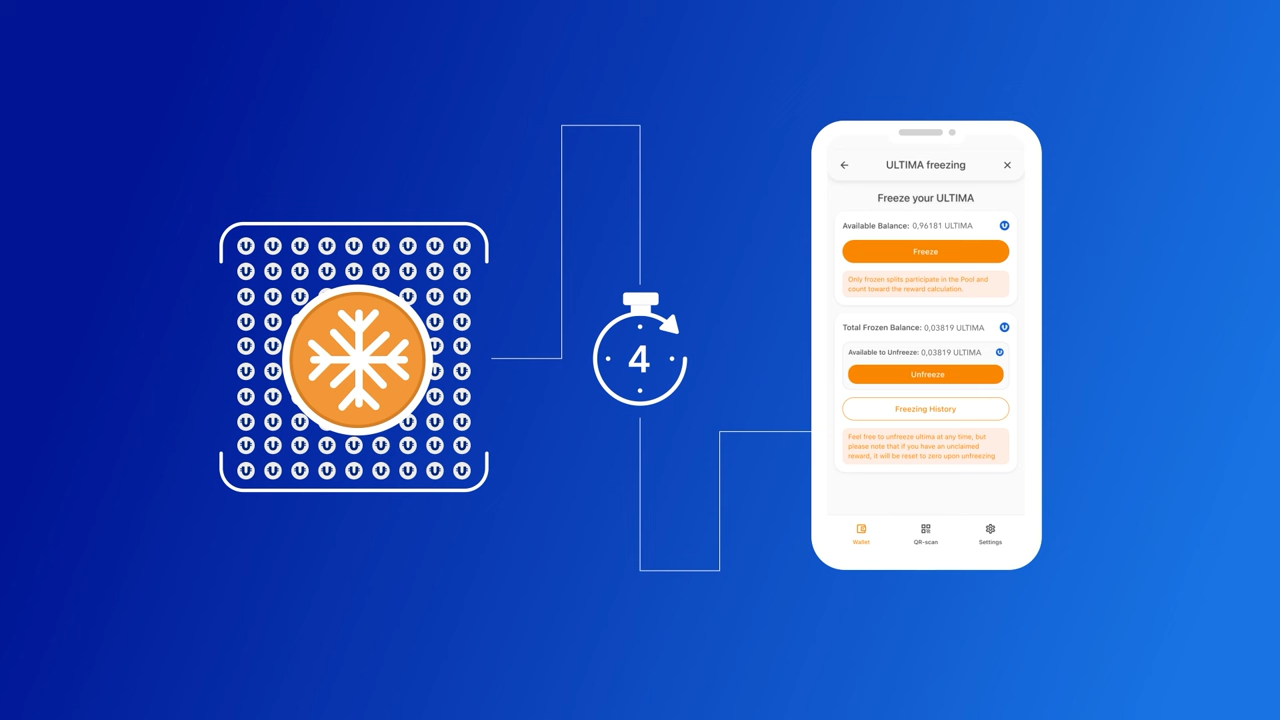 4
ULTIMA freezing
Freeze your ULTIMA
Available Balance: 0,96181 ULTIMA
Freeze
Only frozen splits participate in the Pool and
count toward the reward calculation.
Total Frozen Balance: 0,03819 ULTIMA
Available to Unfreeze: 0,03819 ULTIMA
Unfreeze
Freezing History
Feel free to unfreeze ultima at any time, but
please note that if you have an unclaimed
reward, it will be reset to zero upon unfreezing
Wallet
QR-scan
Settings